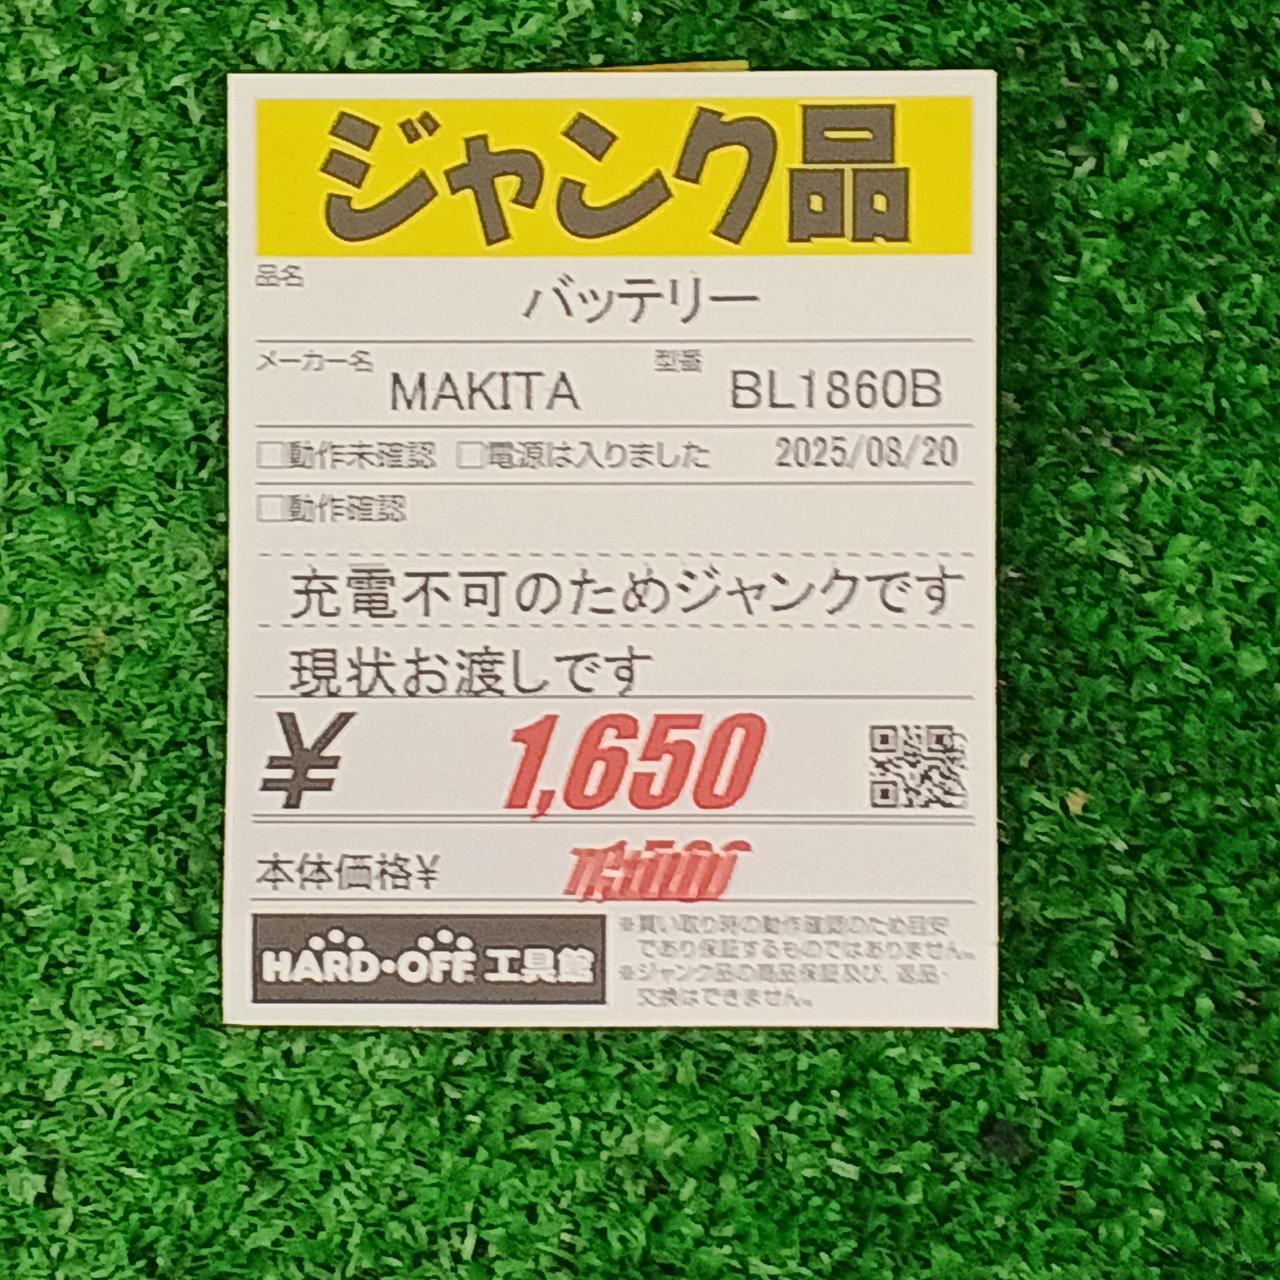 ジャンク品
品名
バッテリー
メーカー名 MAKITA 型番 BL1860B
□動作未確認 □電源は入りました 2025/08/20
□動作確認
充電不可のためジャンクです
現状お渡しです
¥ 1,650
本体価格¥
HARD・OFF 工具館
※買い取り時の動作確認のため目安
であり保証するものではありません。
※ジャンク品の商品保証及び、返品・
交換はできません。